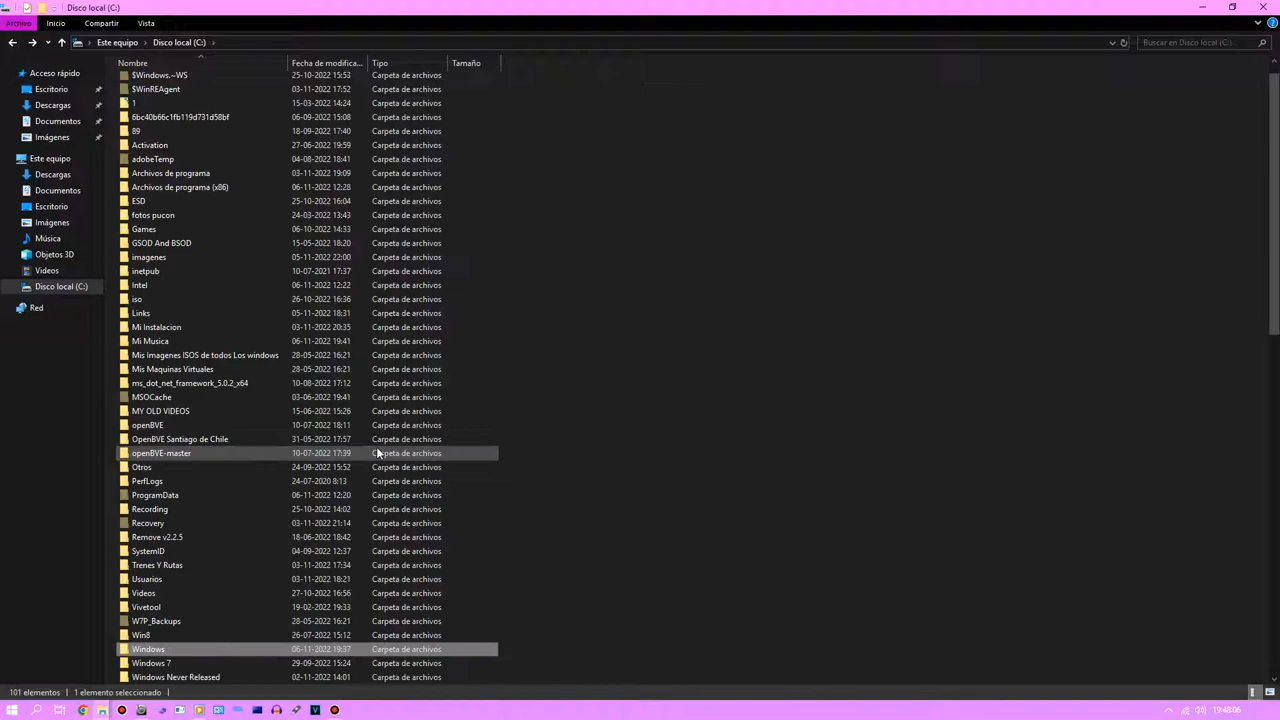 Disco local (C:)
Archivo Inicio Compartir Vista
Este equipo Disco local (C:) Buscar en Disco local (C:)
Nombre Fecha de modifica... Tipo Tamaño
Acceso rápido
Escritorio
Descargas
Documentos
Imágenes
Este equipo
Descargas
Documentos
Escritorio
Imágenes
Música
Objetos 3D
Videos
Disco local (C:)
Red
$Windows.~WS 25-10-2022 15:53 Carpeta de archivos
$WinREAgent 03-11-2022 17:52 Carpeta de archivos
1 15-03-2022 14:24 Carpeta de archivos
6bc40b66c1fb119d731d58bf 06-09-2022 15:08 Carpeta de archivos
89 18-09-2022 17:40 Carpeta de archivos
Activation 27-06-2022 19:59 Carpeta de archivos
adobeTemp 04-08-2022 18:41 Carpeta de archivos
Archivos de programa 03-11-2022 19:09 Carpeta de archivos
Archivos de programa (x86) 06-11-2022 12:28 Carpeta de archivos
ESD 25-10-2022 16:04 Carpeta de archivos
fotos pucon 24-03-2022 13:43 Carpeta de archivos
Games 06-10-2022 14:33 Carpeta de archivos
GSOD And BSOD 15-05-2022 18:20 Carpeta de archivos
imagenes 05-11-2022 22:00 Carpeta de archivos
inetpub 10-07-2021 17:37 Carpeta de archivos
Intel 06-11-2022 12:22 Carpeta de archivos
iso 26-10-2022 16:36 Carpeta de archivos
Links 05-11-2022 18:31 Carpeta de archivos
Mi Instalacion 03-11-2022 20:35 Carpeta de archivos
Mi Musica 06-11-2022 19:41 Carpeta de archivos
Mis Imagenes ISOS de todos Los windows 28-05-2022 16:21 Carpeta de archivos
Mis Maquinas Virtuales 28-05-2022 16:21 Carpeta de archivos
ms_dot_net_framework_5.0.2_x64 10-08-2022 17:12 Carpeta de archivos
MSOCache 03-06-2022 19:41 Carpeta de archivos
MY OLD VIDEOS 15-06-2022 15:26 Carpeta de archivos
openBVE 10-07-2022 18:11 Carpeta de archivos
OpenBVE Santiago de Chile 31-05-2022 17:57 Carpeta de archivos
openBVE-master 10-07-2022 17:39 Carpeta de archivos
Otros 24-09-2022 15:52 Carpeta de archivos
PerfLogs 24-07-2020 8:13 Carpeta de archivos
ProgramData 06-11-2022 12:20 Carpeta de archivos
Recording 25-10-2022 14:02 Carpeta de archivos
Recovery 03-11-2022 21:14 Carpeta de archivos
Remove v2.2.5 18-06-2022 18:42 Carpeta de archivos
SystemID 04-09-2022 12:37 Carpeta de archivos
Trenes Y Rutas 03-11-2022 17:34 Carpeta de archivos
Usuarios 03-11-2022 18:21 Carpeta de archivos
Videos 28-10-2022 16:56 Carpeta de archivos
Vivetool 19-02-2022 19:33 Carpeta de archivos
W7P_Backups 28-05-2022 16:21 Carpeta de archivos
Win8 26-07-2022 15:12 Carpeta de archivos
Windows 06-11-2022 19:37 Carpeta de archivos
Windows 7 29-09-2022 15:24 Carpeta de archivos
Windows Never Released 02-11-2022 14:01 Carpeta de archivos
101 elementos 1 elemento seleccionado
19:48:06